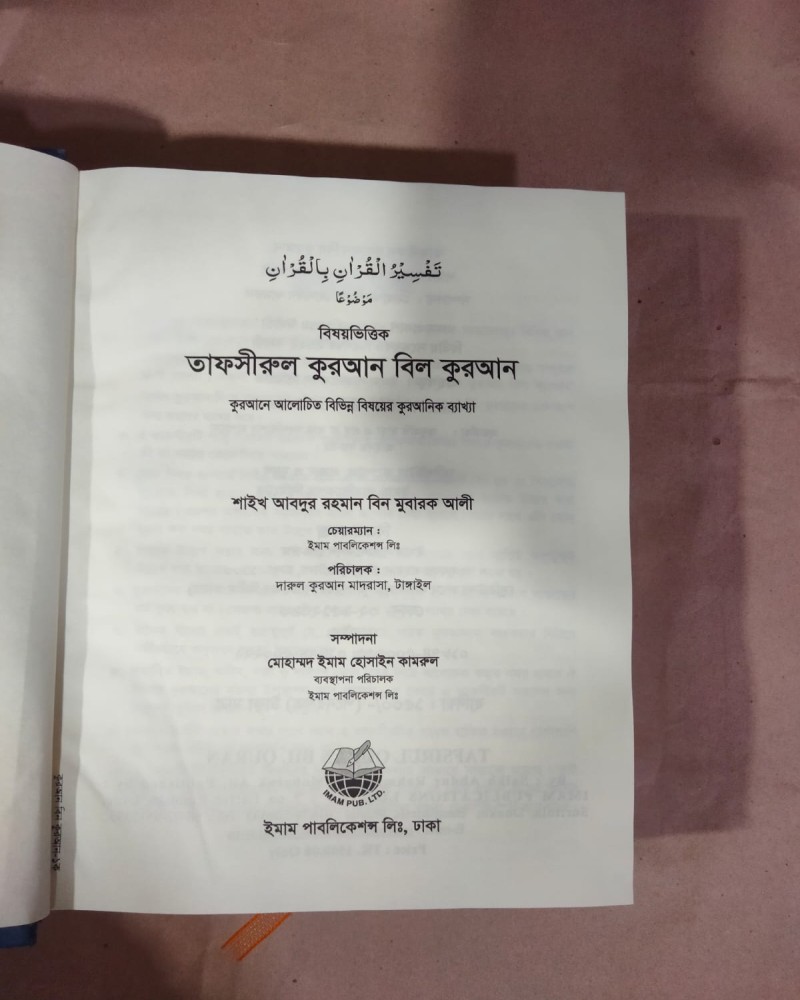 تَفْسِيْرُ الْقُرْاٰنِ بِالْقُرْاٰنِ
مَوْضُوْعًا
বিষয়ভিত্তিক
তাফসীরুল কুরআন বিল কুরআন
কুরআনে আলোচিত বিভিন্ন বিষয়ের কুরআনিক ব্যাখ্যা
শাইখ আবদুর রহমান বিন মুবারক আলী
চেয়ারম্যান :
ইমাম পাবলিকেশন্স লিঃ
পরিচালক :
দারুল কুরআন মাদরাসা, টাঙ্গাইল
সম্পাদনা
মোহাম্মদ ইমাম হোসাইন কামরুল
ব্যবস্থাপনা পরিচালক
ইমাম পাবলিকেশন্স লিঃ
IMAM PUB. LTD.
ইমাম পাবলিকেশন্স লিঃ, ঢাকা